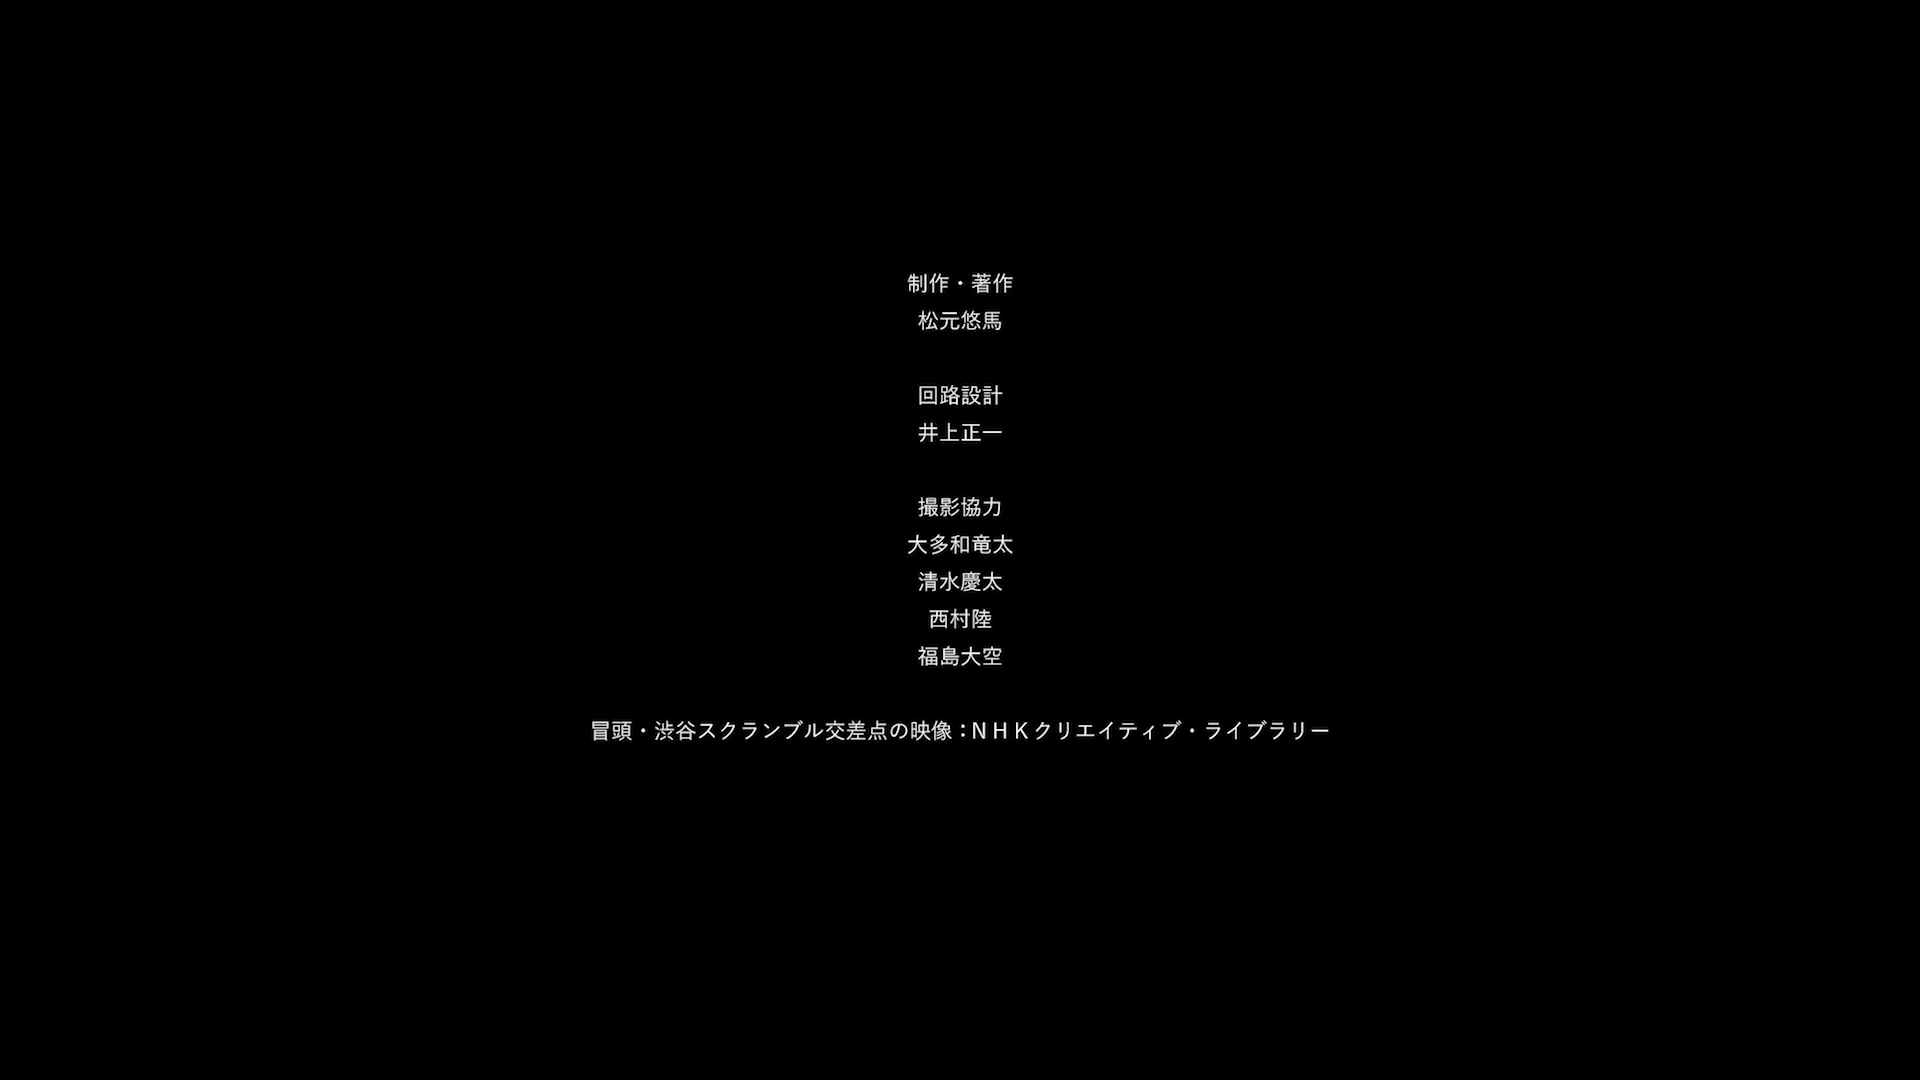 制作・著作
松元悠馬
回路設計
井上正一
撮影協力
大多和竜太
清水慶太
西村陸
福島大空
冒頭・渋谷スクランブル交差点の映像：ＮＨＫクリエイティブ・ライブラリー